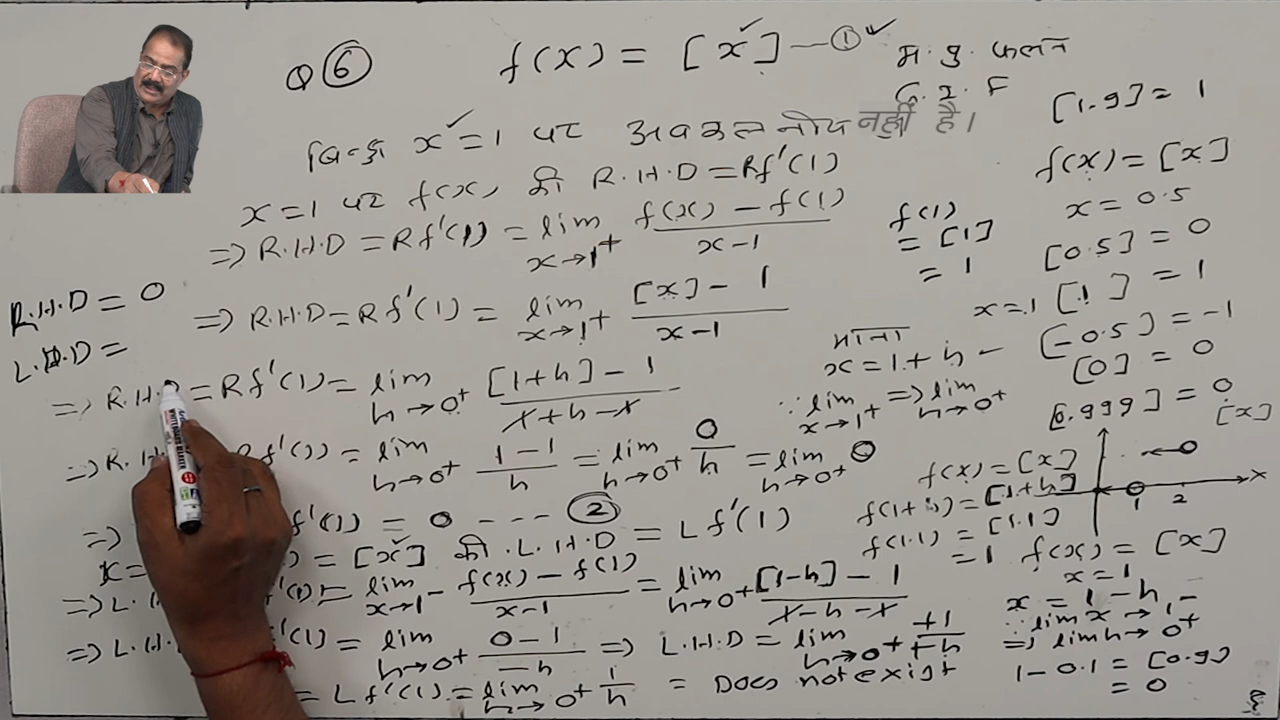 Q 6 f(x) = [x] — ①
म. पु. फलन
G. I. F
x = 1 पर अवकलनीय नहीं है।
x = 1 पर f(x) की R.H.D = Rf'(1)
⇒ R.H.D = Rf'(1) = lim x→1+ f(x) - f(1) / x-1
f(1) = [1] = 1
⇒ R.H.D = Rf'(1) = lim x→1+ [x] - 1 / x-1
R.H.D = 0
L.H.D =
माना x = 1 + h
∵ lim x→1+ ⇒ lim h→0+
⇒ R.H.D = Rf'(1) = lim h→0+ [1+h] - 1 / x+h-x
⇒ R.H. Rf'(1) = lim h→0+ 1-1 / h = lim h→0+ 0/h = lim h→0+ 0
⇒ f'(1) = 0 - - - ②
x = = [x] की L.H.D = Lf'(1)
⇒ L. = lim x→1- f(x) - f(1) / x-1 = lim h→0+ [1-h] - 1 / x-h-x
⇒ L.H. f'(1) = lim h→0+ 0-1 / -h ⇒ L.H.D = lim h→0+ +1 / +h
= Lf'(1) = lim h→0+ 1/h = Does not exist
[1.9] = 1
f(x) = [x]
x = 0.5
[0.5] = 0
x=1 [1] = 1
[-0.5] = -1
[0] = 0
[0.999] = 0
[x]
x
1 2
f(x) = [x]
f(1+h) = [1+h]
f(1.1) = [1.1]
= 1
f(x) = [x]
x = 1
x = 1 - h
∵ lim x→1-
⇒ lim h→0+
1 - 0.1 = [0.9]
= 0